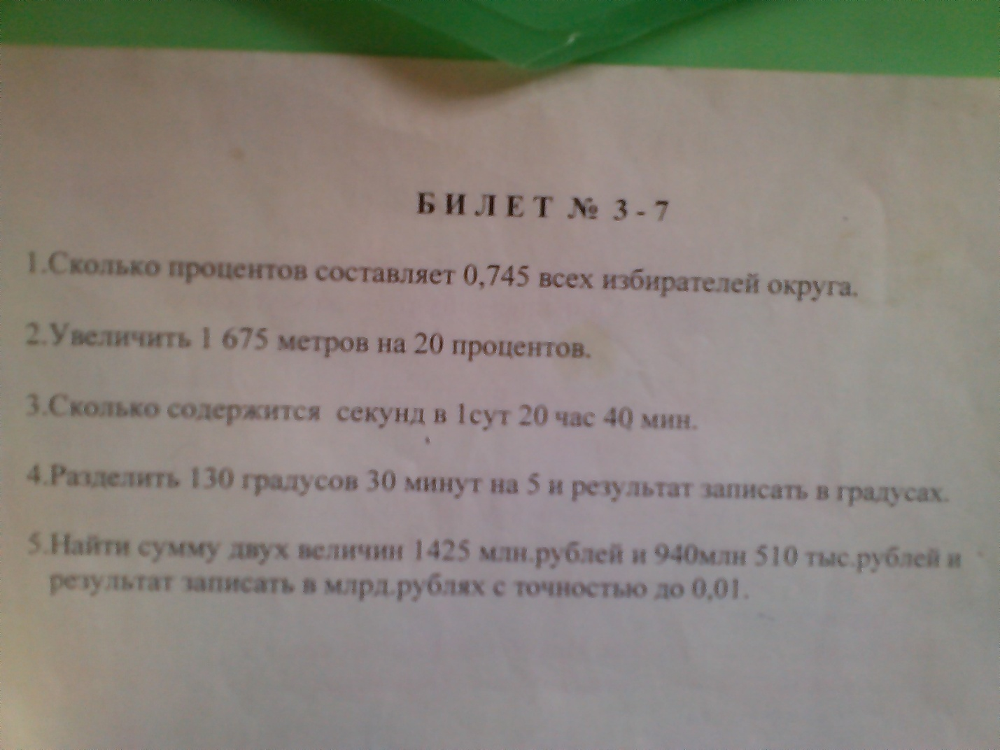 БИЛЕТ № 3 - 7
1.Сколько процентов составляет 0,745 всех избирателей округа.
2.Увеличить 1 675 метров на 20 процентов.
3.Сколько содержится секунд в 1сут 20 час 40 мин.
4.Разделить 130 градусов 30 минут на 5 и результат записать в градусах.
5.Найти сумму двух величин 1425 млн.рублей и 940млн 510 тыс.рублей и
результат записать в млрд.рублях с точностью до 0,01.